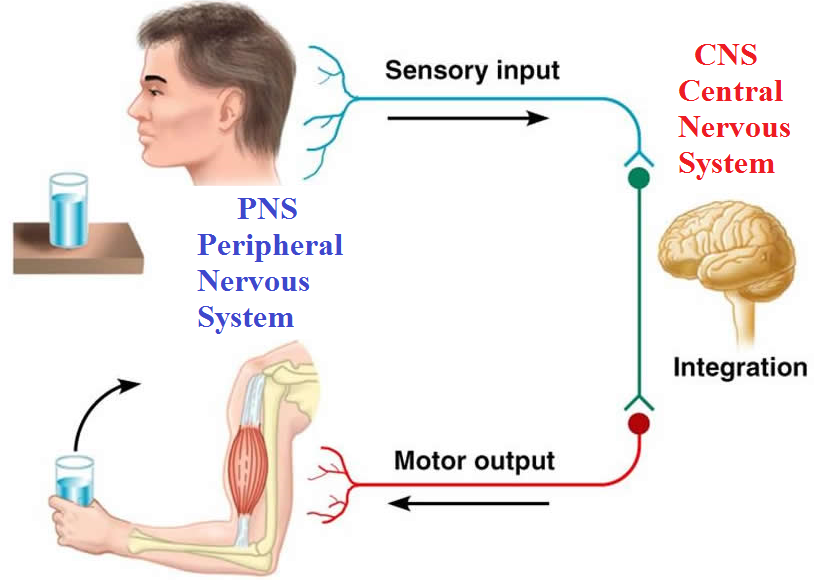 Sensory input
CNS
Central
Nervous
System
PNS
Peripheral
Nervous
System
Integration
Motor output